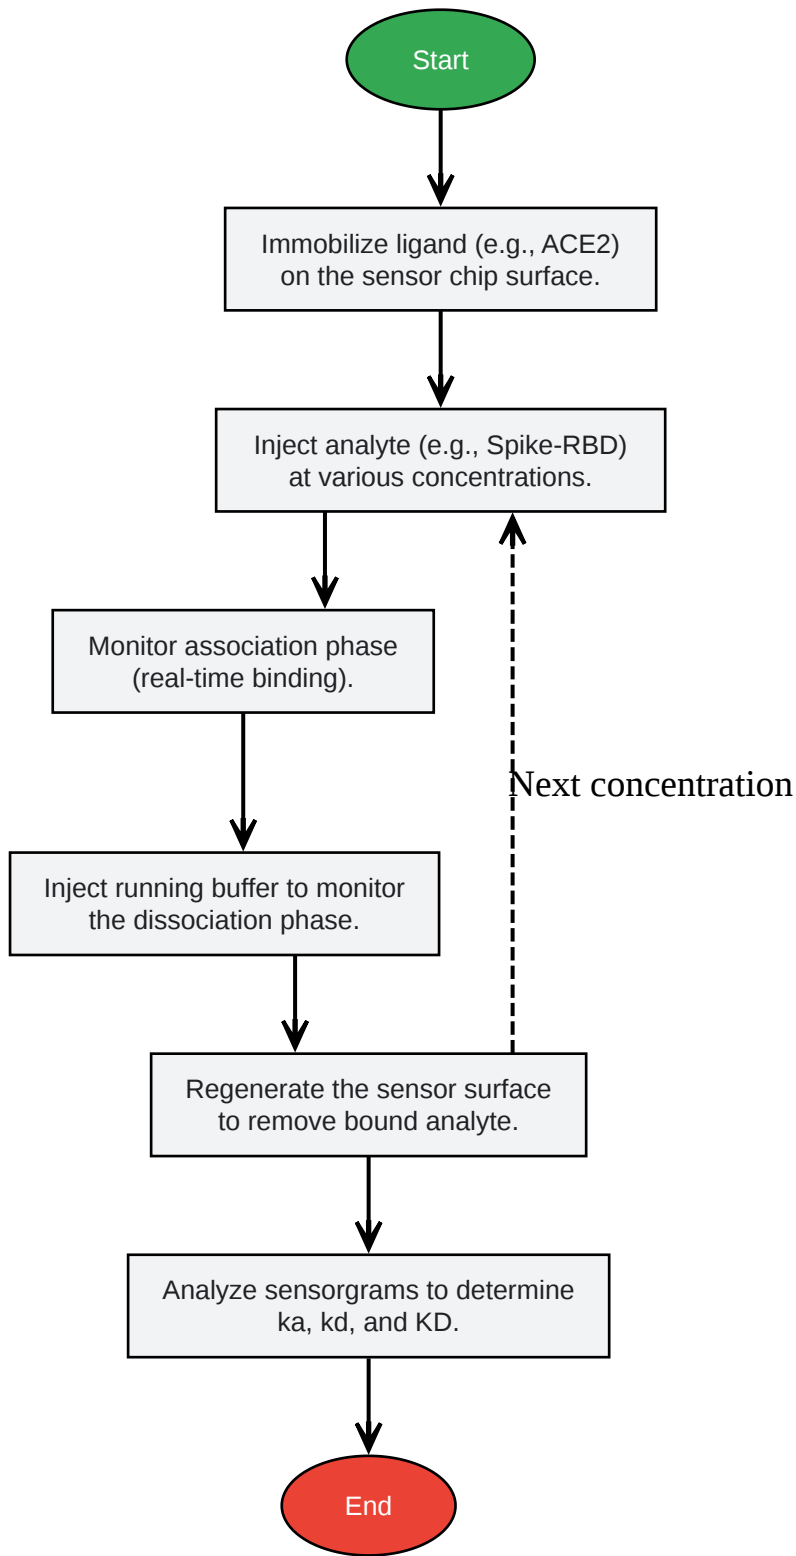 Start
Immobilize ligand (e.g., ACE2)
on the sensor chip surface.
Inject analyte (e.g., Spike-RBD)
at various concentrations.
Monitor association phase
(real-time binding).
Next concentration
Inject running buffer to monitor
the dissociation phase.
Regenerate the sensor surface
to remove bound analyte.
Analyze sensorgrams to determine
ka, kd, and KD.
End